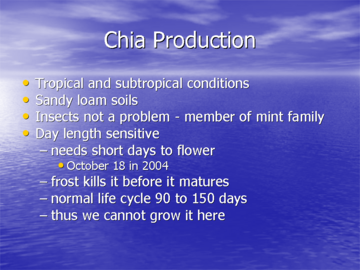 Chia Production
• Tropical and subtropical conditions
• Sandy loam soils
• Insects not a problem - member of mint family
• Day length sensitive
– needs short days to flower
• October 18 in 2004
– frost kills it before it matures
– normal life cycle 90 to 150 days
– thus we cannot grow it here